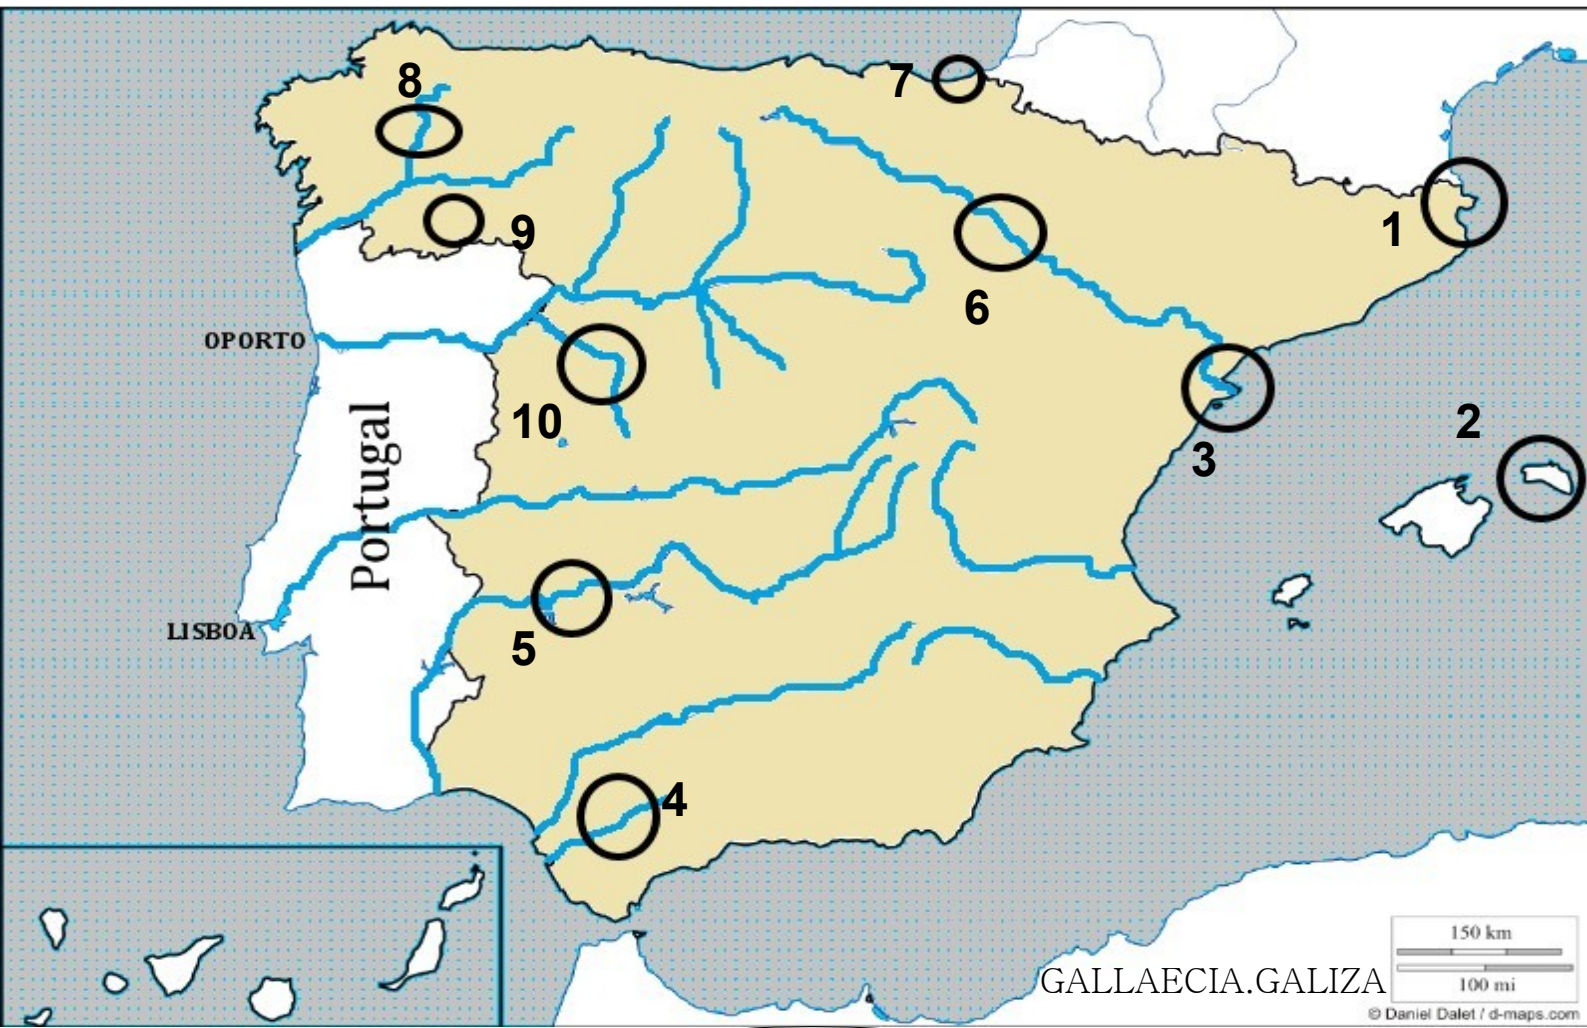 8
7
1
9
6
OPORTO
10
2
3
Portugal
LISBOA
5
4
150 km
GALLAECIA.GALIZA
100 mi
© Daniel Dalet / d-maps.com